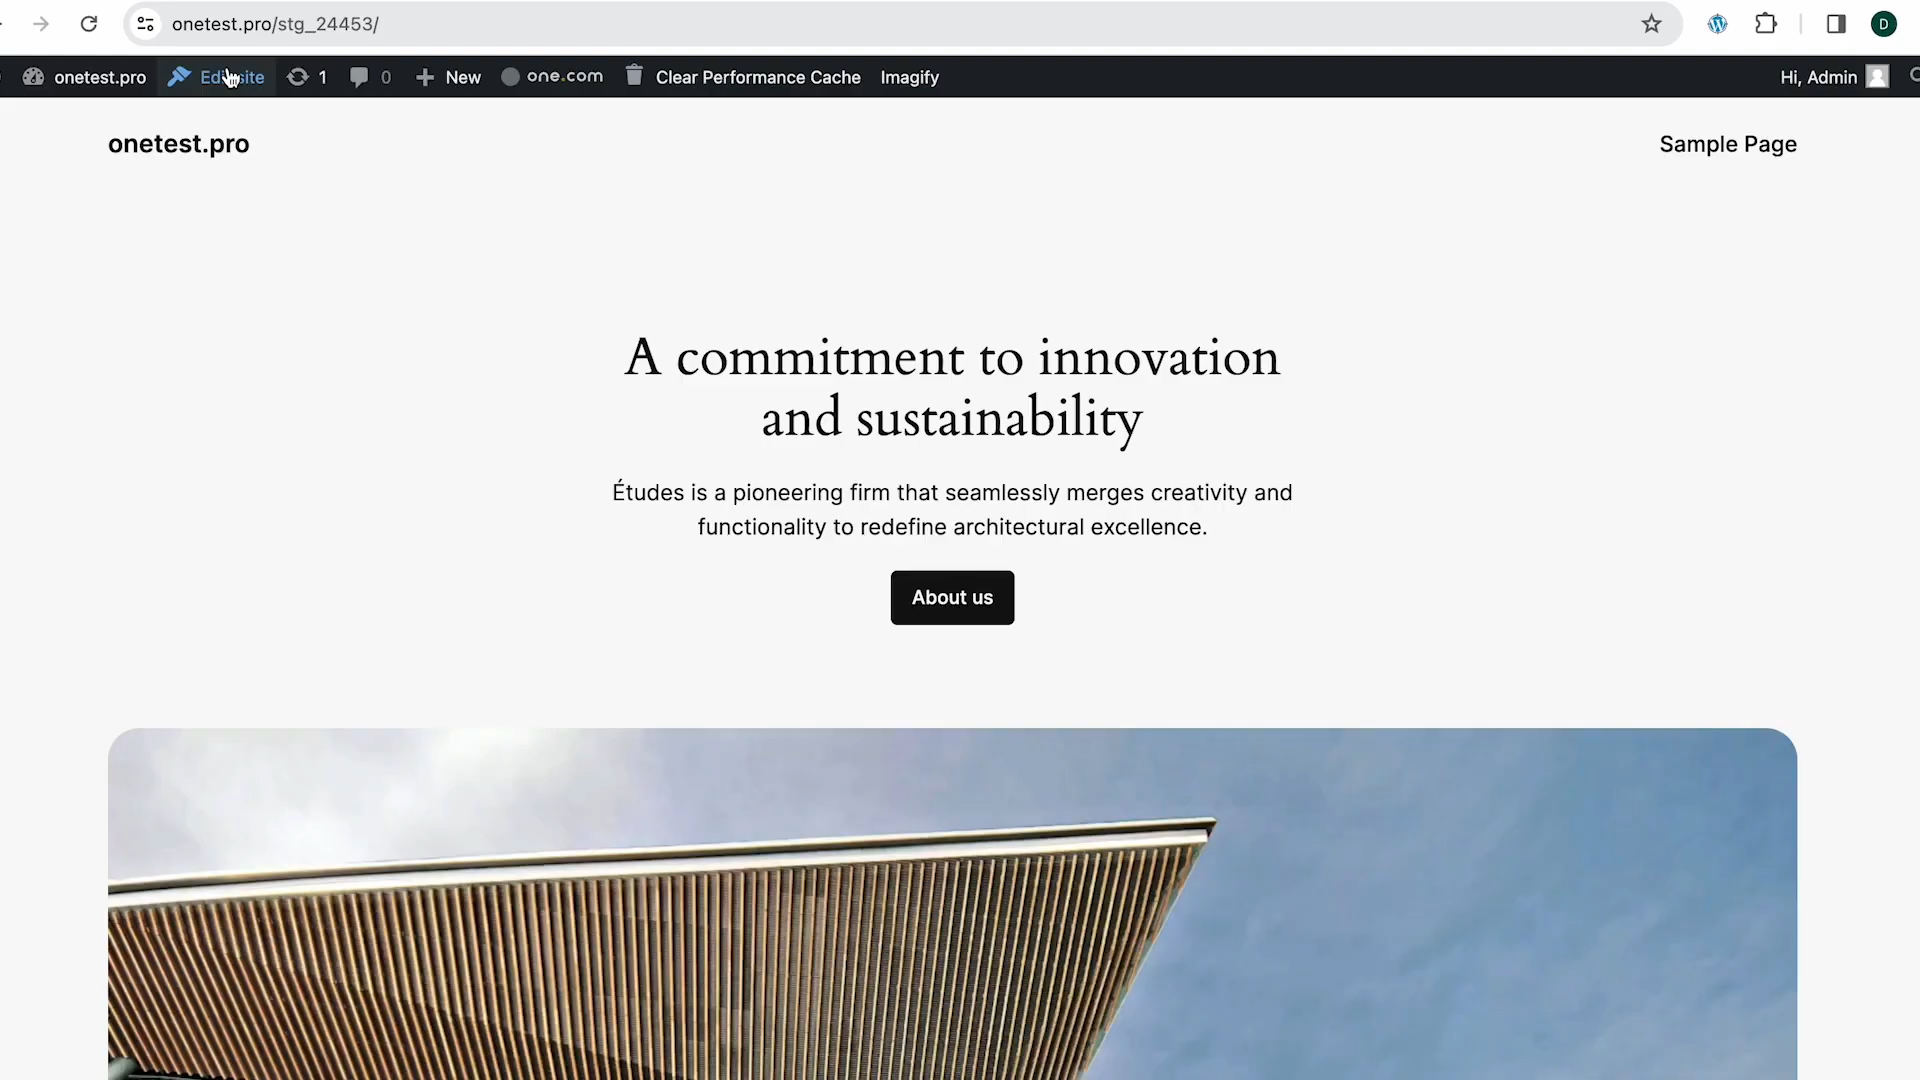 onetest.pro/stg_24453/
D
onetest.pro Edit site 1 0 New one.com Clear Performance Cache Imagify Hi, Admin
onetest.pro Sample Page
A commitment to innovation
and sustainability
Études is a pioneering firm that seamlessly merges creativity and
functionality to redefine architectural excellence.
About us